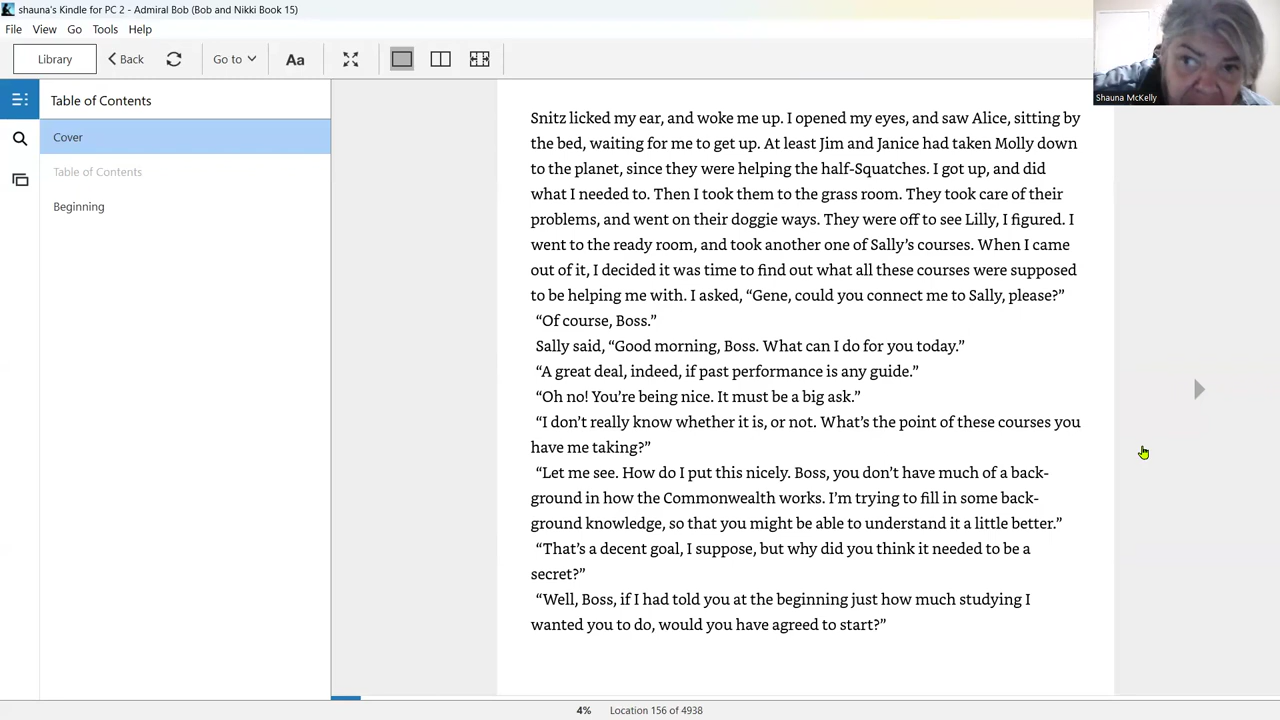 shauna's Kindle for PC 2 - Admiral Bob (Bob and Nikki Book 15)
File View Go Tools Help
Library Back Go to Aa
Shauna McKelly
Table of Contents
Cover
Table of Contents
Beginning
Snitz licked my ear, and woke me up. I opened my eyes, and saw Alice, sitting by
the bed, waiting for me to get up. At least Jim and Janice had taken Molly down
to the planet, since they were helping the half-Squatches. I got up, and did
what I needed to. Then I took them to the grass room. They took care of their
problems, and went on their doggie ways. They were off to see Lilly, I figured. I
went to the ready room, and took another one of Sally’s courses. When I came
out of it, I decided it was time to find out what all these courses were supposed
to be helping me with. I asked, “Gene, could you connect me to Sally, please?”
“Of course, Boss.”
Sally said, “Good morning, Boss. What can I do for you today.”
“A great deal, indeed, if past performance is any guide.”
“Oh no! You’re being nice. It must be a big ask.”
“I don’t really know whether it is, or not. What’s the point of these courses you
have me taking?”
“Let me see. How do I put this nicely. Boss, you don’t have much of a back-
ground in how the Commonwealth works. I’m trying to fill in some back-
ground knowledge, so that you might be able to understand it a little better.”
“That’s a decent goal, I suppose, but why did you think it needed to be a
secret?”
“Well, Boss, if I had told you at the beginning just how much studying I
wanted you to do, would you have agreed to start?”
4% Location 156 of 4938